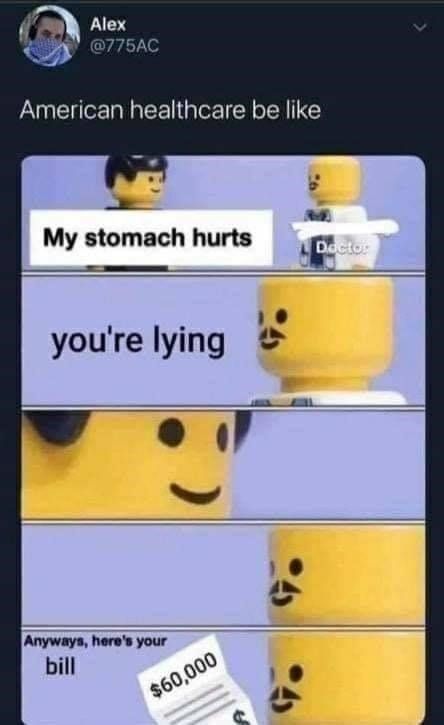 Alex
@775AC
American healthcare be like
My stomach hurts
Doctor
you're lying
Anyways, here's your
bill
$60,000
$